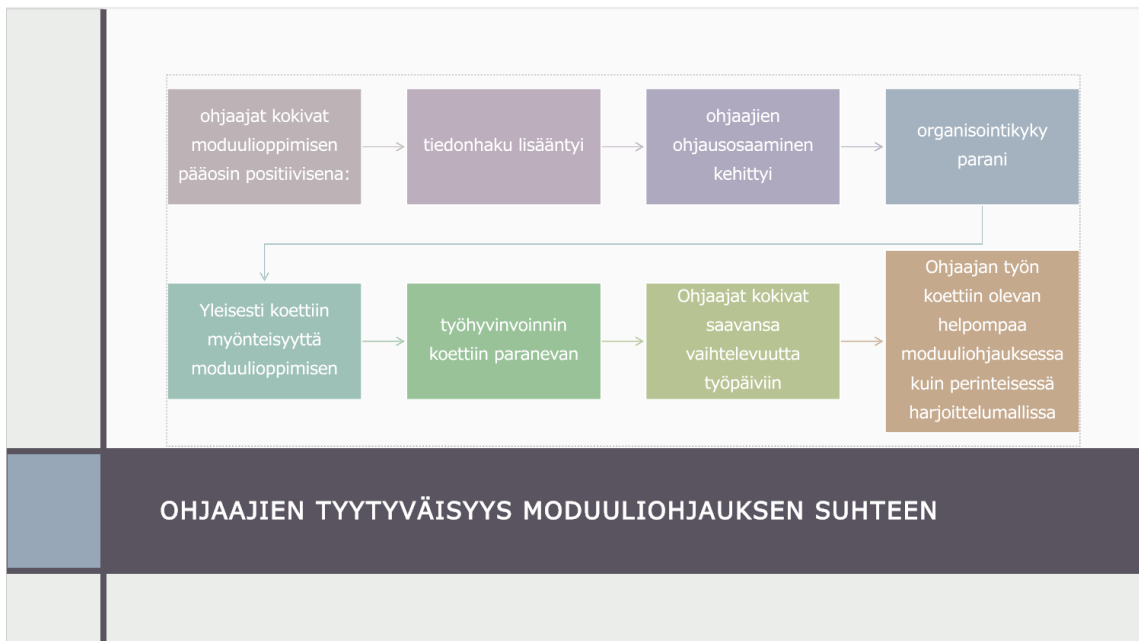 ohjaajat kokivat
moduulioppimisen
pääosin positiivisena:
tiedonhaku lisääntyi
ohjaajien
ohjausosaaminen
kehittyi
organisointikyky
parani
Yleisesti koettiin
myönteisyyttä
moduulioppimisen
työhyvinvoinnin
koettiin paranevan
Ohjaajat kokivat
saavansa
vaihtelevuutta
työpäiviin
Ohjaajan työn
koettiin olevan
helpompaa
moduuliohjauksessa
kuin perinteisessä
harjoittelumallissa
OHJAAJIEN TYYTYVÄISYYS MODUULIOHJAUKSEN SUHTEEN